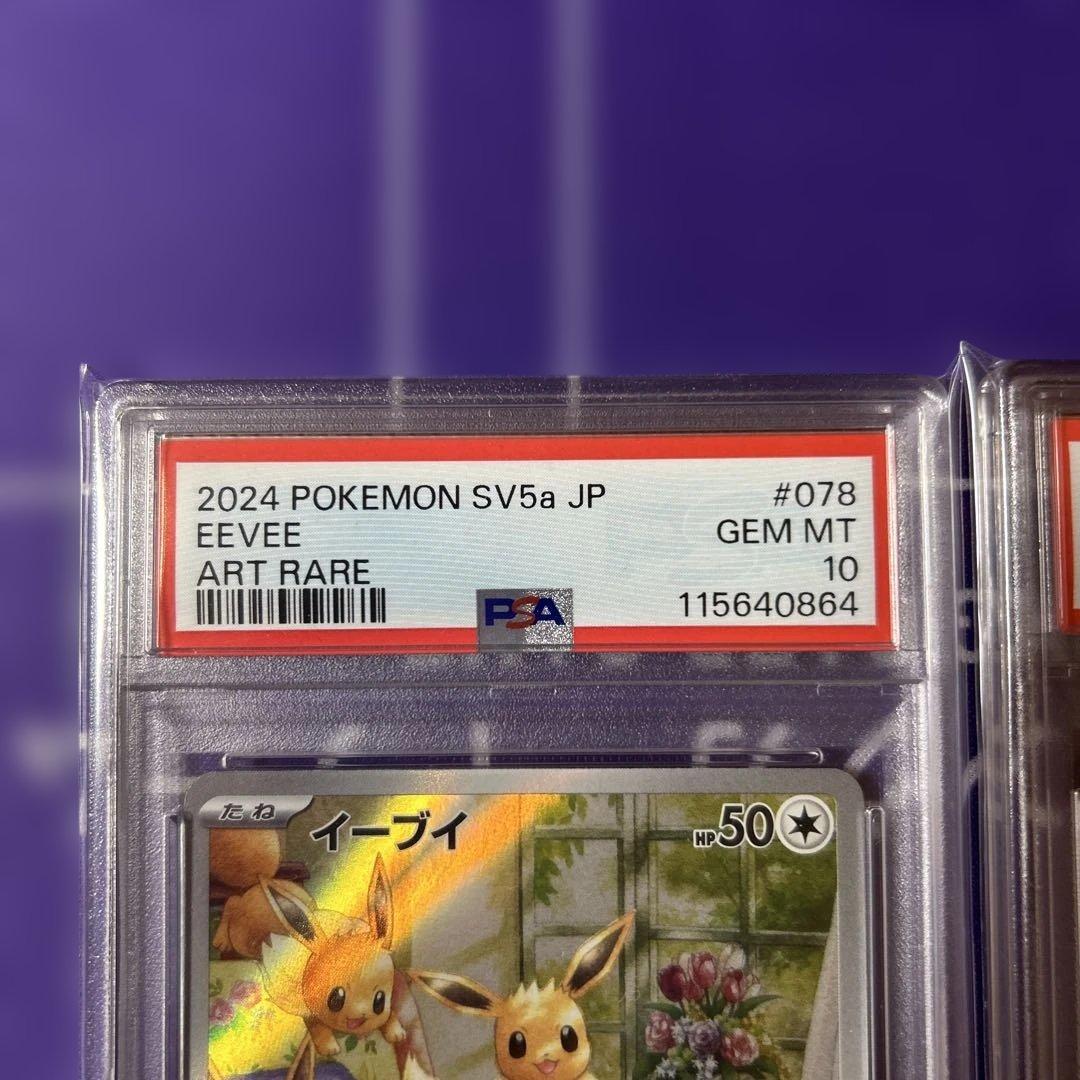 2024 POKEMON SV5a JP #078
EEVEE GEM MT
ART RARE 10
PSA 115640864
たね イーブイ HP50